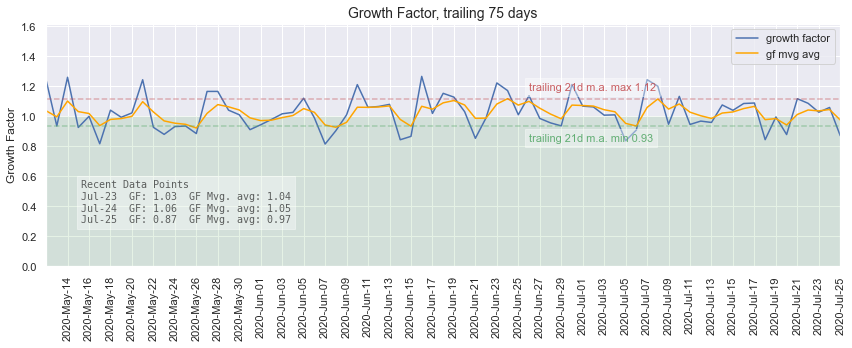 Growth Factor, trailing 75 days
growth factor
gf mvg avg
Growth Factor
1.6
1.4
1.2
1.0
0.8
0.6
0.4
0.2
0.0
trailing 21d m.a. max 1.12
trailing 21d m.a. min 0.93
Recent Data Points
Jul-23  GF: 1.03  GF Mvg. avg: 1.04
Jul-24  GF: 1.06  GF Mvg. avg: 1.05
Jul-25  GF: 0.87  GF Mvg. avg: 0.97
2020-May-14
2020-May-16
2020-May-18
2020-May-20
2020-May-22
2020-May-24
2020-May-26
2020-May-28
2020-May-30
2020-Jun-01
2020-Jun-03
2020-Jun-05
2020-Jun-07
2020-Jun-09
2020-Jun-11
2020-Jun-13
2020-Jun-15
2020-Jun-17
2020-Jun-19
2020-Jun-21
2020-Jun-23
2020-Jun-25
2020-Jun-27
2020-Jun-29
2020-Jul-01
2020-Jul-03
2020-Jul-05
2020-Jul-07
2020-Jul-09
2020-Jul-11
2020-Jul-13
2020-Jul-15
2020-Jul-17
2020-Jul-19
2020-Jul-21
2020-Jul-23
2020-Jul-25